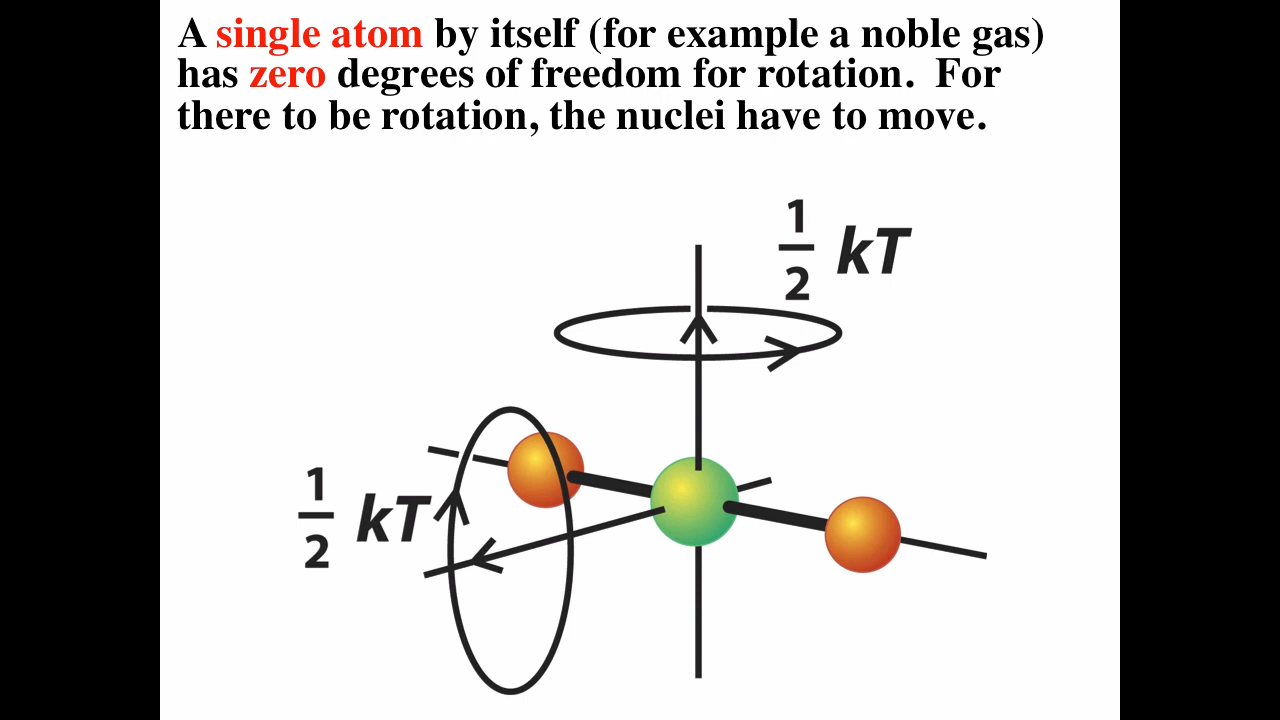 A single atom by itself (for example a noble gas)
has zero degrees of freedom for rotation.  For
there to be rotation, the nuclei have to move.
1/2 kT
1/2 kT